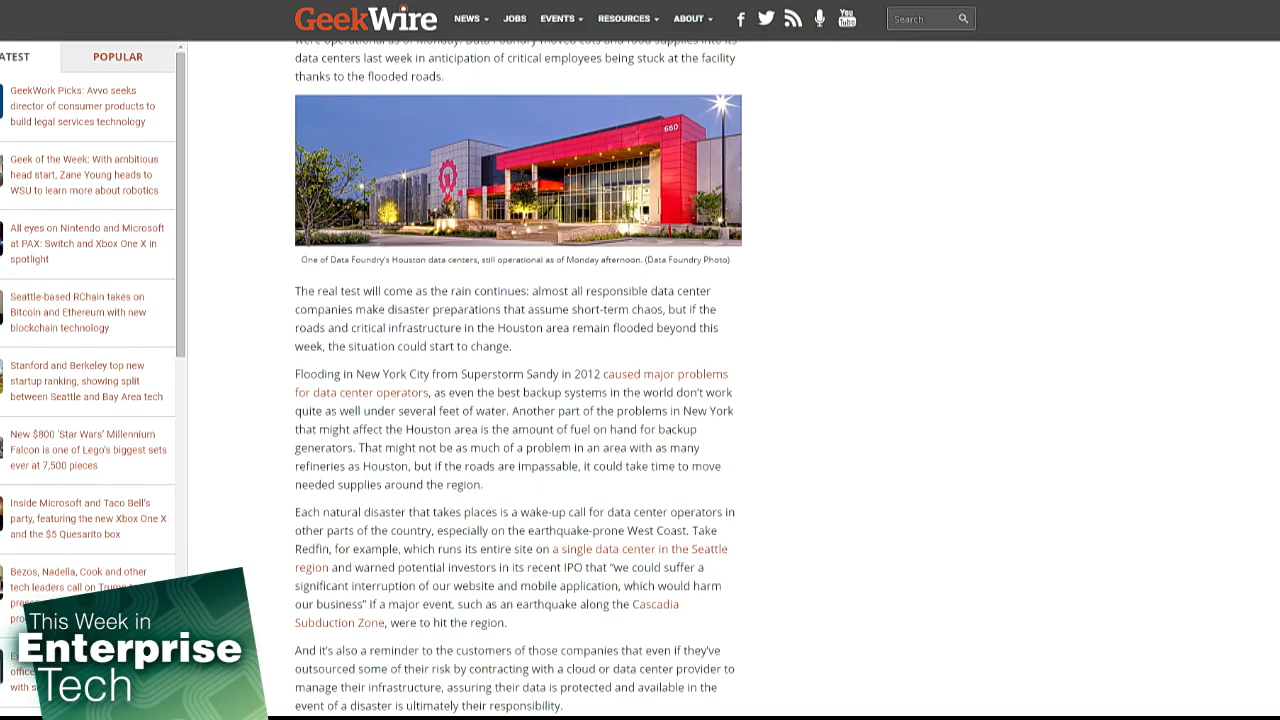 GeekWire
NEWS
JOBS
EVENTS
RESOURCES
ABOUT
You
Tube
Search
ATEST
POPULAR
GeekWork Picks: Avvo seeks
director of consumer products to
build legal services technology
Geek of the Week: With ambitious
head start, Zane Young heads to
WSU to learn more about robotics
All eyes on Nintendo and Microsoft
at PAX: Switch and Xbox One X in
spotlight
Seattle-based RChain takes on
Bitcoin and Ethereum with new
blockchain technology
Stanford and Berkeley top new
startup ranking, showing split
between Seattle and Bay Area tech
New $800 'Star Wars' Millennium
Falcon is one of Lego's biggest sets
ever at 7,500 pieces
Inside Microsoft and Taco Bell's
party, featuring the new Xbox One X
and the $5 Quesarito box
Bezos, Nadella, Cook and other
tech leaders call on Trump
were operational as of Monday. Data Foundry moved cots and food supplies into its
data centers last week in anticipation of critical employees being stuck at the facility
thanks to the flooded roads.
660
One of Data Foundry's Houston data centers, still operational as of Monday afternoon. (Data Foundry Photo)
The real test will come as the rain continues: almost all responsible data center
companies make disaster preparations that assume short-term chaos, but if the
roads and critical infrastructure in the Houston area remain flooded beyond this
week, the situation could start to change.
Flooding in New York City from Superstorm Sandy in 2012 caused major problems
for data center operators, as even the best backup systems in the world don't work
quite as well under several feet of water. Another part of the problems in New York
that might affect the Houston area is the amount of fuel on hand for backup
generators. That might not be as much of a problem in an area with as many
refineries as Houston, but if the roads are impassable, it could take time to move
needed supplies around the region.
Each natural disaster that takes places is a wake-up call for data center operators in
other parts of the country, especially on the earthquake-prone West Coast. Take
Redfin, for example, which runs its entire site on a single data center in the Seattle
region and warned potential investors in its recent IPO that "we could suffer a
significant interruption of our website and mobile application, which would harm
our business" if a major event, such as an earthquake along the Cascadia
Subduction Zone, were to hit the region.
And it's also a reminder to the customers of those companies that even if they've
outsourced some of their risk by contracting with a cloud or data center provider to
manage their infrastructure, assuring their data is protected and available in the
event of a disaster is ultimately their responsibility.
This Week in
Enterprise
Tech